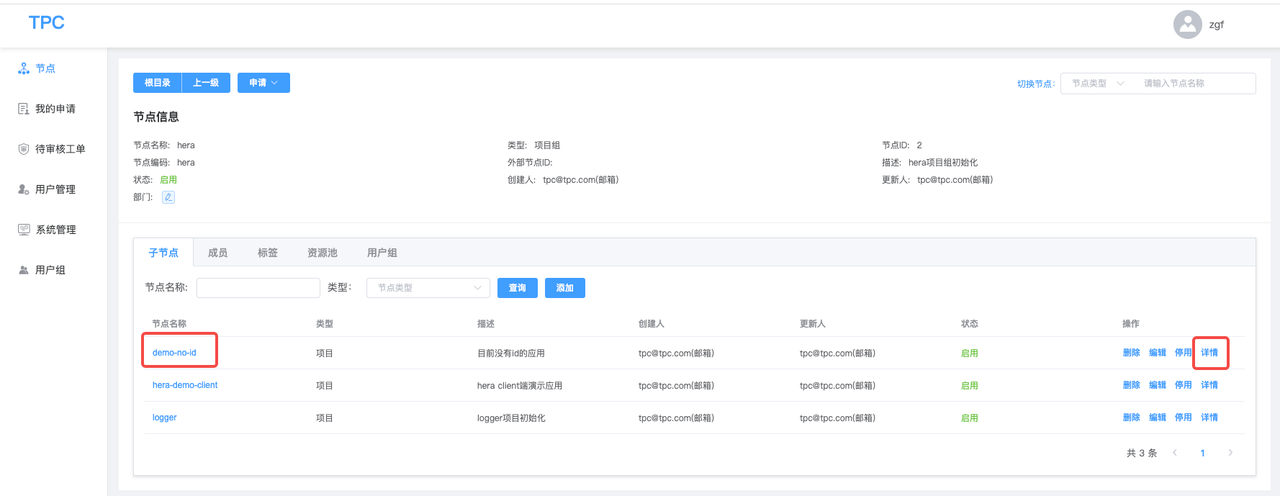 TPC
zgf
节点
我的申请
待审核工单
用户管理
系统管理
用户组
根目录 上一级 申请
切换节点: 节点类型 请输入节点名称
节点信息
节点名称: hera 类型: 项目组 节点ID: 2
节点编码: hera 外部节点ID: 描述: hera项目组初始化
状态: 启用 创建人: tpc@tpc.com(邮箱) 更新人: tpc@tpc.com(邮箱)
部门:
子节点 成员 标签 资源池 用户组
节点名称: 类型: 节点类型 查询 添加
节点名称 类型 描述 创建人 更新人 状态 操作
demo-no-id 项目 目前没有id的应用 tpc@tpc.com(邮箱) tpc@tpc.com(邮箱) 启用 删除 编辑 停用 详情
hera-demo-client 项目 hera client端演示应用 tpc@tpc.com(邮箱) tpc@tpc.com(邮箱) 启用 删除 编辑 停用 详情
logger 项目 logger项目初始化 tpc@tpc.com(邮箱) tpc@tpc.com(邮箱) 启用 删除 编辑 停用 详情
共 3 条 1